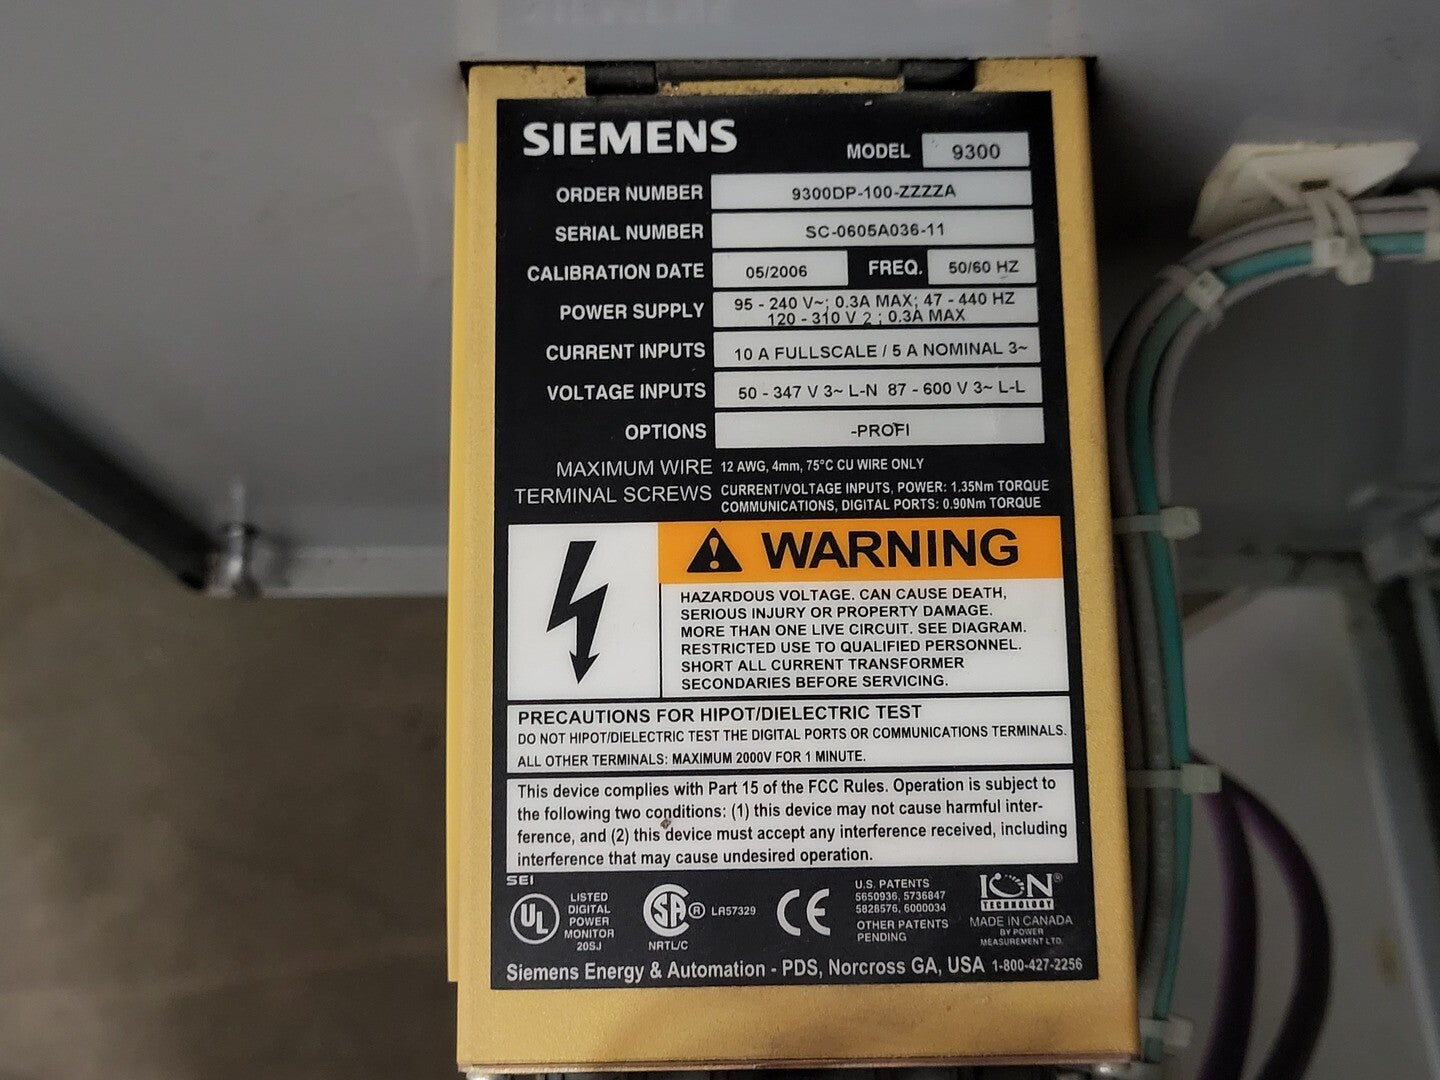 SIEMENS
MODEL 9300
ORDER NUMBER 9300DP-100-ZZZZA
SERIAL NUMBER SC-0605A036-11
CALIBRATION DATE 05/2006 FREQ. 50/60 HZ
POWER SUPPLY 95 - 240 V~; 0.3A MAX; 47 - 440 HZ
120 - 310 V 2 ; 0.3A MAX
CURRENT INPUTS 10 A FULLSCALE / 5 A NOMINAL 3~
VOLTAGE INPUTS 50 - 347 V 3~ L-N 87 - 600 V 3~ L-L
OPTIONS -PROFI
MAXIMUM WIRE 12 AWG, 4mm, 75°C CU WIRE ONLY
TERMINAL SCREWS CURRENT/VOLTAGE INPUTS, POWER: 1.35Nm TORQUE
COMMUNICATIONS, DIGITAL PORTS: 0.90Nm TORQUE
WARNING
HAZARDOUS VOLTAGE. CAN CAUSE DEATH,
SERIOUS INJURY OR PROPERTY DAMAGE.
MORE THAN ONE LIVE CIRCUIT. SEE DIAGRAM.
RESTRICTED USE TO QUALIFIED PERSONNEL.
SHORT ALL CURRENT TRANSFORMER
SECONDARIES BEFORE SERVICING.
PRECAUTIONS FOR HIPOT/DIELECTRIC TEST
DO NOT HIPOT/DIELECTRIC TEST THE DIGITAL PORTS OR COMMUNICATIONS TERMINALS.
ALL OTHER TERMINALS: MAXIMUM 2000V FOR 1 MINUTE.
This device complies with Part 15 of the FCC Rules. Operation is subject to
the following two conditions: (1) this device may not cause harmful inter-
ference, and (2) this device must accept any interference received, including
interference that may cause undesired operation.
SEI
UL
LISTED
DIGITAL
POWER
MONITOR
20SJ
SA ® LR57329
NRTL/C
CE
U.S. PATENTS
5650936, 5736847
5828576, 6000034
OTHER PATENTS
PENDING
ION®
TECHNOLOGY
MADE IN CANADA
BY POWER
MEASUREMENT LTD.
Siemens Energy & Automation - PDS, Norcross GA, USA 1-800-427-2256